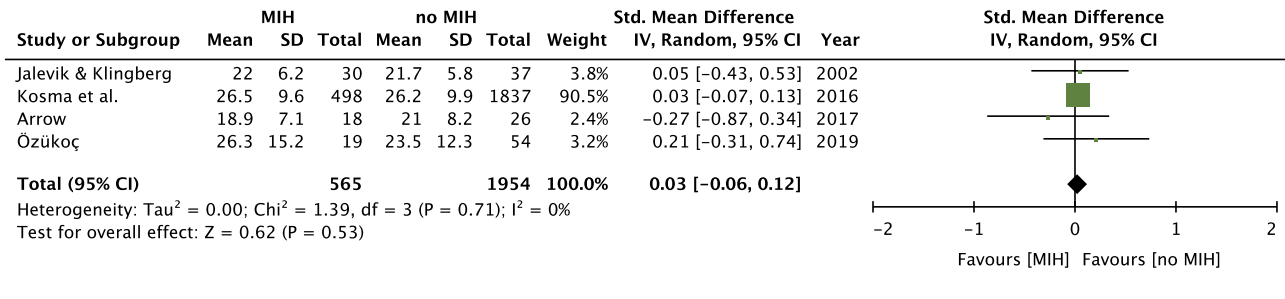 MIH no MIH Std. Mean Difference Std. Mean Difference
Study or Subgroup Mean SD Total Mean SD Total Weight IV, Random, 95% CI Year IV, Random, 95% CI
Jalevik & Klingberg 22 6.2 30 21.7 5.8 37 3.8% 0.05 [−0.43, 0.53] 2002
Kosma et al. 26.5 9.6 498 26.2 9.9 1837 90.5% 0.03 [−0.07, 0.13] 2016
Arrow 18.9 7.1 18 21 8.2 26 2.4% −0.27 [−0.87, 0.34] 2017
Özükoç 26.3 15.2 19 23.5 12.3 54 3.2% 0.21 [−0.31, 0.74] 2019
Total (95% CI) 565 1954 100.0% 0.03 [−0.06, 0.12]
Heterogeneity: Tau² = 0.00; Chi² = 1.39, df = 3 (P = 0.71); I² = 0%
Test for overall effect: Z = 0.62 (P = 0.53)
−2 −1 0 1 2
Favours [MIH] Favours [no MIH]